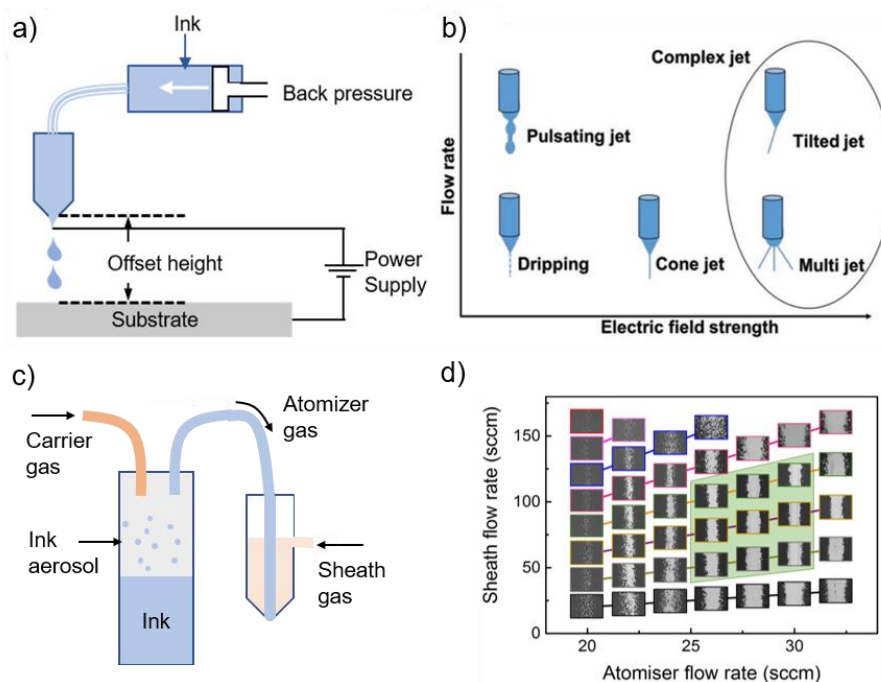 a)
Ink
Back pressure
Offset height
Power
Supply
Substrate
b)
Flow rate
Complex jet
Pulsating jet
Tilted jet
Dripping
Cone jet
Multi jet
Electric field strength
c)
Carrier
gas
Atomizer
gas
Ink
aerosol
Sheath
gas
Ink
d)
Sheath flow rate (sccm)
150
100
50
0
20
25
30
Atomiser flow rate (sccm)